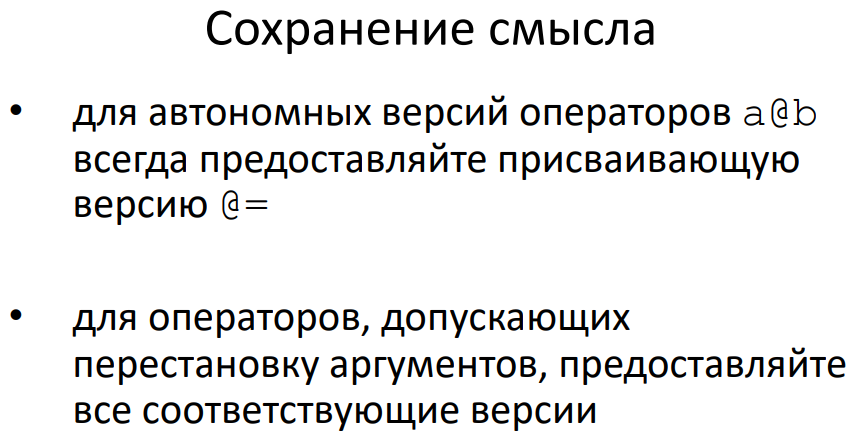 Сохранение смысла
• для автономных версий операторов a@b
всегда предоставляйте присваивающую
версию @=
• для операторов, допускающих
перестановку аргументов, предоставляйте
все соответствующие версии